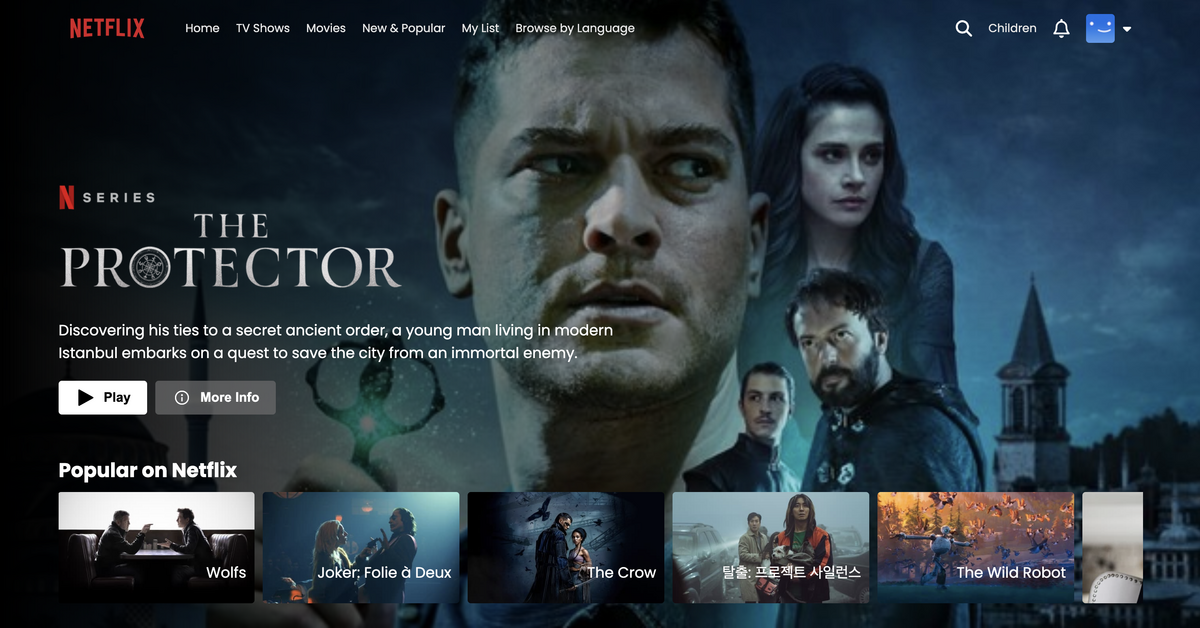 NETFLIX
Home
TV Shows
Movies
New & Popular
My List
Browse by Language
Children
N SERIES
THE
PROTECTOR
Discovering his ties to a secret ancient order, a young man living in modern
Istanbul embarks on a quest to save the city from an immortal enemy.
Play
More Info
Popular on Netflix
Wolfs
Joker: Folie à Deux
The Crow
탈출: 프로젝트 사일런스
The Wild Robot